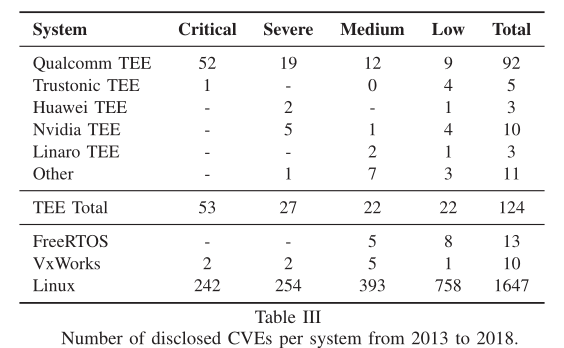 System Critical Severe Medium Low Total
Qualcomm TEE 52 19 12 9 92
Trustonic TEE 1 - 0 4 5
Huawei TEE - 2 - 1 3
Nvidia TEE - 5 1 4 10
Linaro TEE - - 2 1 3
Other - 1 7 3 11
TEE Total 53 27 22 22 124
FreeRTOS - - 5 8 13
VxWorks 2 2 5 1 10
Linux 242 254 393 758 1647
Table III
Number of disclosed CVEs per system from 2013 to 2018.